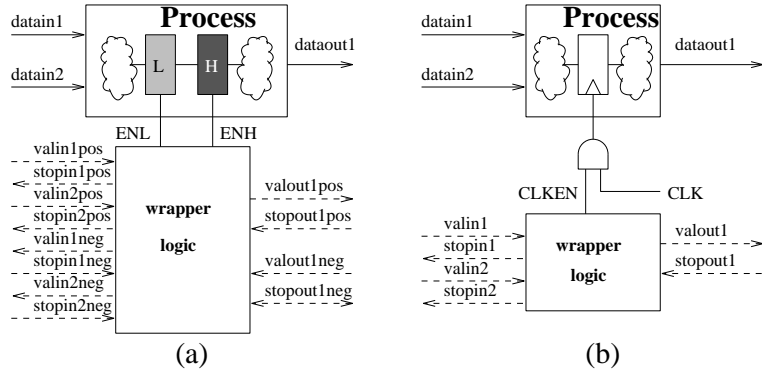 Process
datain1
datain2
L
H
dataout1
ENL
ENH
valin1pos
stopin1pos
valin2pos
stopin2pos
valin1neg
stopin1neg
valin2neg
stopin2neg
wrapper
logic
valout1pos
stopout1pos
valout1neg
stopout1neg
(a)
Process
datain1
datain2
dataout1
CLKEN
CLK
valin1
stopin1
valin2
stopin2
wrapper
logic
valout1
stopout1
(b)